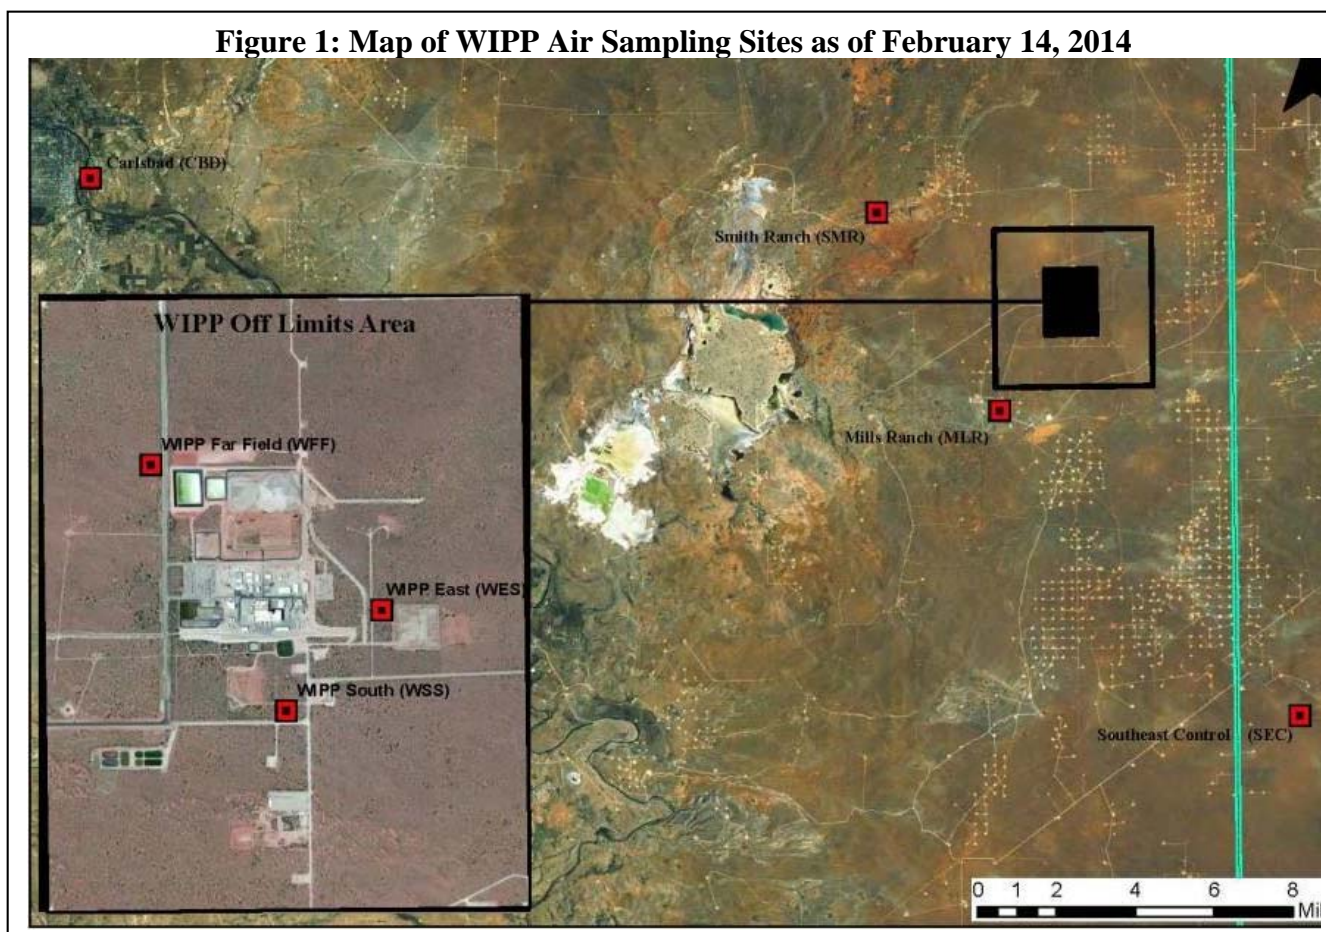 Figure 1: Map of WIPP Air Sampling Sites as of February 14, 2014
Carlsbad (CBD)
Smith Ranch (SMR)
WIPP Off Limits Area
Mills Ranch (MLR)
WIPP Far Field (WFF)
WIPP East (WES)
WIPP South (WSS)
Southeast Control (SEC)
0 1 2 4 6 8
Mil